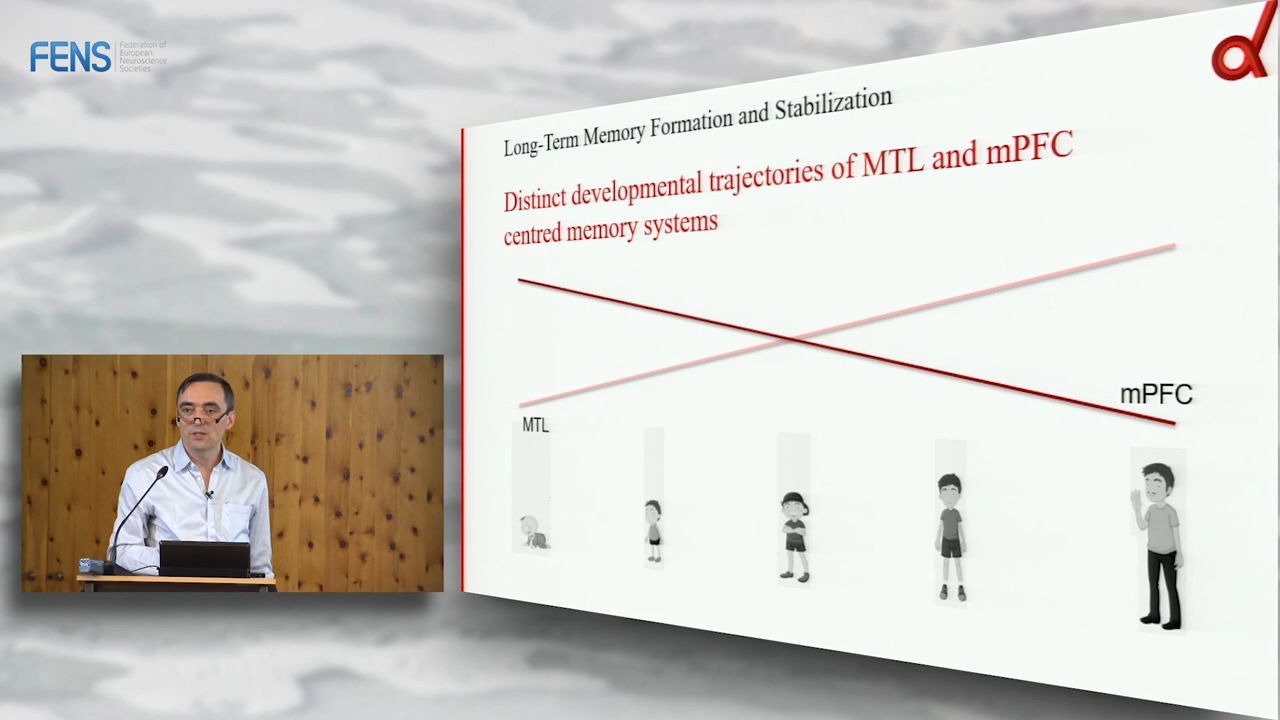 FENS
Federation of
European
Neuroscience
Societies
Long-Term Memory Formation and Stabilization
Distinct developmental trajectories of MTL and mPFC
centred memory systems
MTL
mPFC